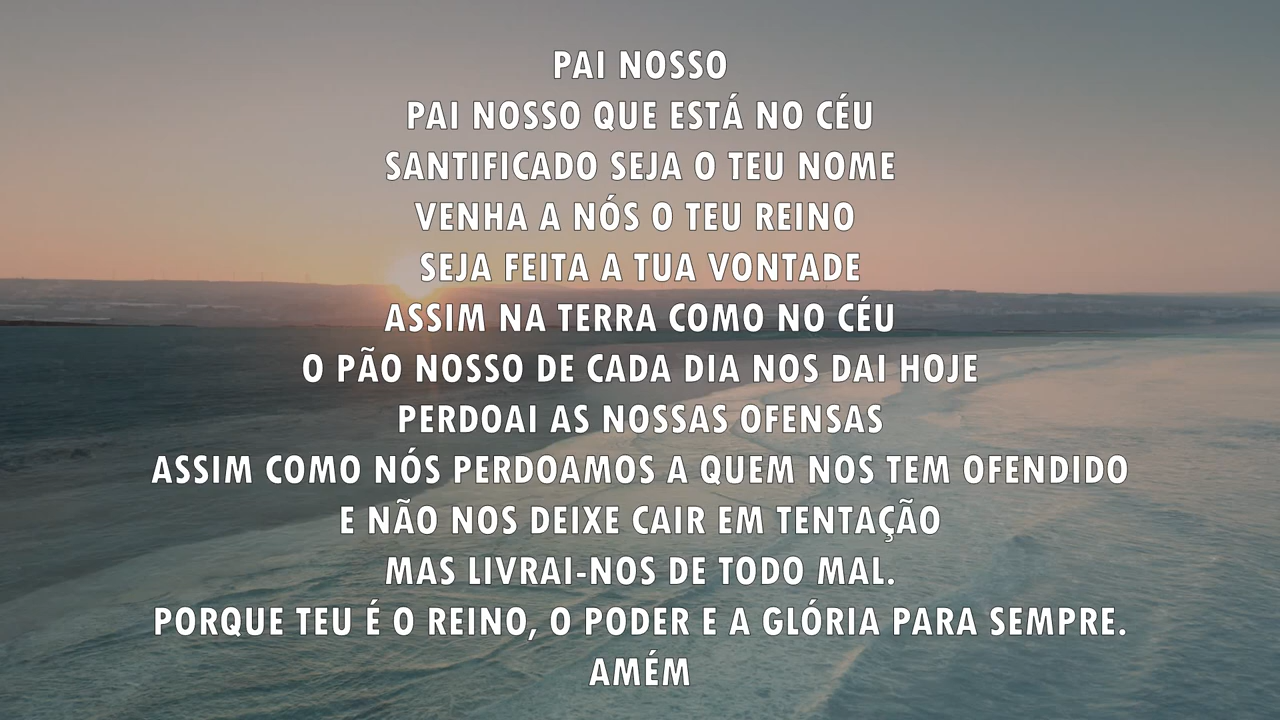 PAI NOSSO
PAI NOSSO QUE ESTÁ NO CÉU
SANTIFICADO SEJA O TEU NOME
VENHA A NÓS O TEU REINO
SEJA FEITA A TUA VONTADE
ASSIM NA TERRA COMO NO CÉU
O PÃO NOSSO DE CADA DIA NOS DAI HOJE
PERDOAI AS NOSSAS OFENSAS
ASSIM COMO NÓS PERDOAMOS A QUEM NOS TEM OFENDIDO
E NÃO NOS DEIXE CAIR EM TENTAÇÃO
MAS LIVRAI-NOS DE TODO MAL.
PORQUE TEU É O REINO, O PODER E A GLÓRIA PARA SEMPRE.
AMÉM